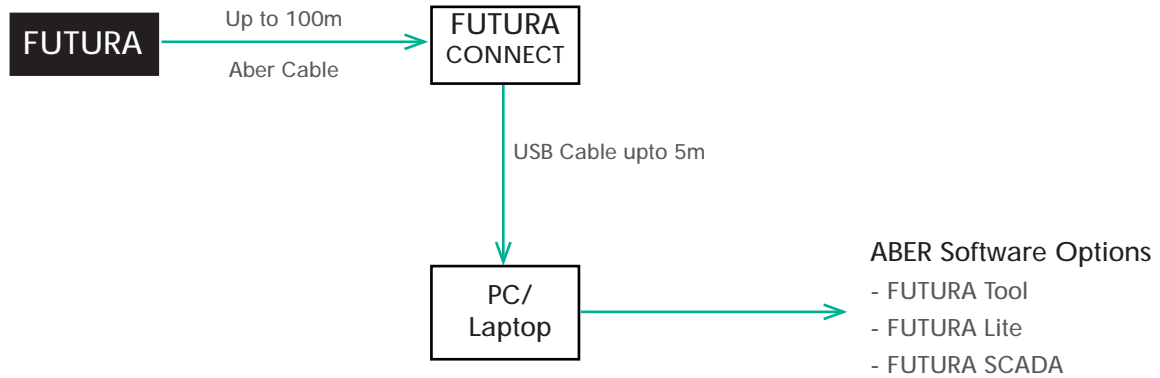 FUTURA
Up to 100m
Aber Cable
FUTURA
CONNECT
USB Cable upto 5m
PC/
Laptop
ABER Software Options
- FUTURA Tool
- FUTURA Lite
- FUTURA SCADA